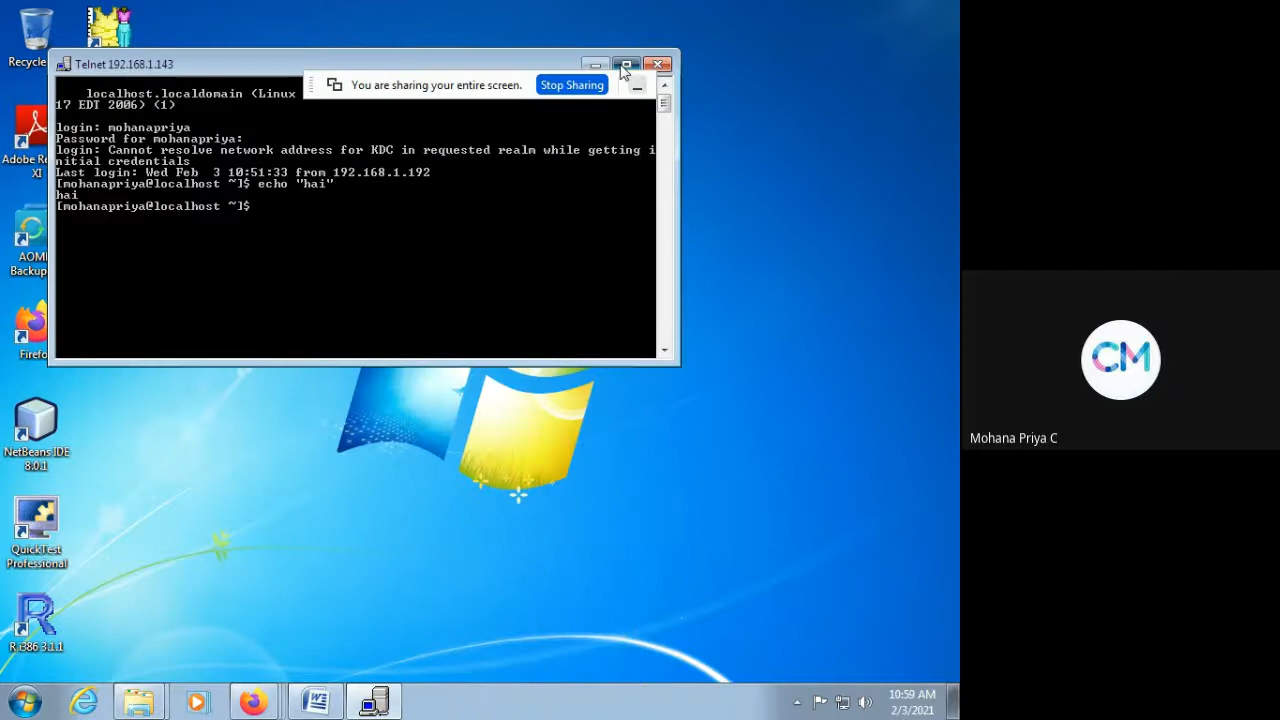 Recycle
Telnet 192.168.1.143
You are sharing your entire screen.
Stop Sharing
localhost.localdomain (Linux
17 EDT 2006) (1)
login: mohanapriya
Password for mohanapriya:
login: Cannot resolve network address for KDC in requested realm while getting i
nitial credentials
Last login: Wed Feb  3 10:51:33 from 192.168.1.192
[mohanapriya@localhost ~]$ echo "hai"
hai
[mohanapriya@localhost ~]$
Adobe Re
XI
AOME
Backup
Firefo
NetBeans IDE
8.0.1
QuickTest
Professional
R i386 3.1.1
CM
Mohana Priya C
10:59 AM
2/3/2021